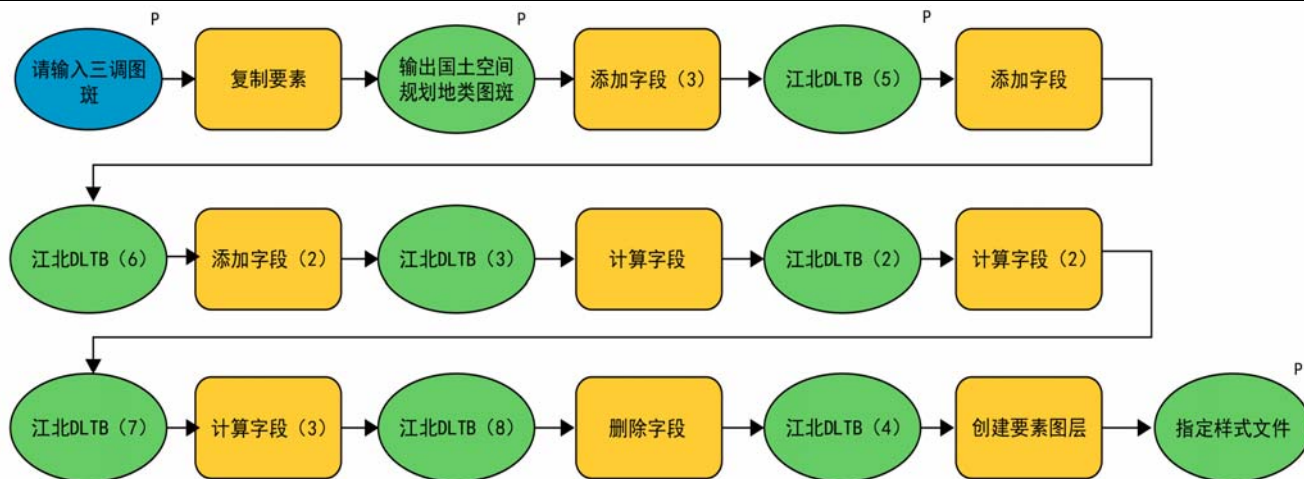 P
P
P
请输入三调图
斑
复制要素
输出国土空间
规划地类图斑
添加字段（3）
江北DLTB（5）
添加字段
江北DLTB（6）
添加字段（2）
江北DLTB（3）
计算字段
江北DLTB（2）
计算字段（2）
P
江北DLTB（7）
计算字段（3）
江北DLTB（8）
删除字段
江北DLTB（4）
创建要素图层
指定样式文件